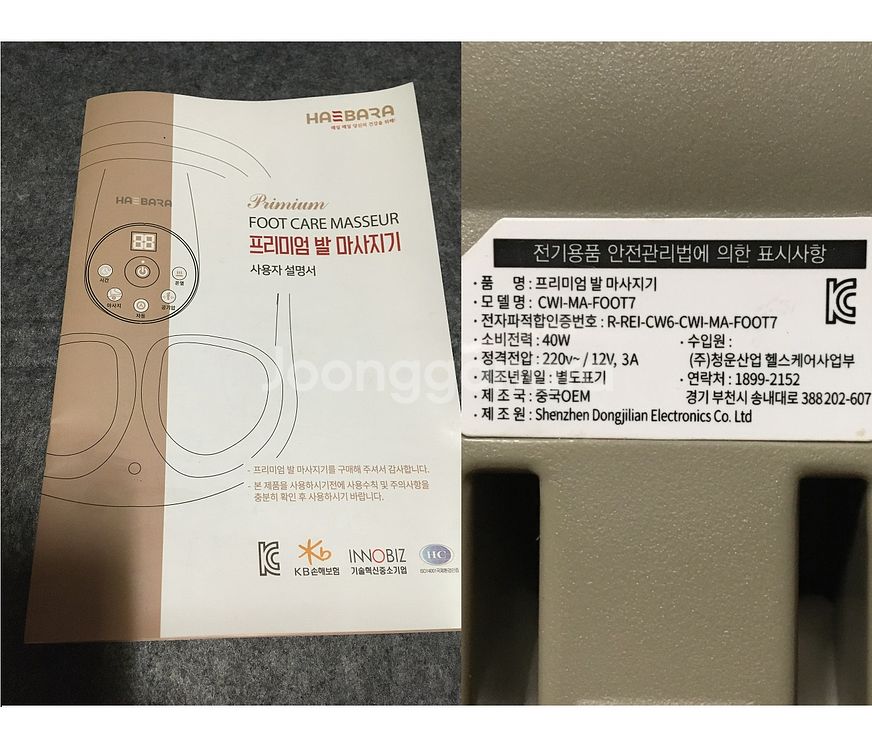 HAEBARA
매일 매일 당신의 건강을 위해!
HAEBARA
Primium
FOOT CARE MASSEUR
프리미엄 발 마사지기
사용자 설명서
88
시간
온열
마사지
자동
공기압
- 프리미엄 발 마사지기를 구매해 주셔서 감사합니다.
- 본 제품을 사용하시기전에 사용수칙 및 주의사항을
충분히 확인 후 사용하시기 바랍니다.
KC
Kb
KB손해보험
INNOBIZ
기술혁신중소기업
HC
전기용품 안전관리법에 의한 표시사항
· 품 명 : 프리미엄 발 마사지기
· 모 델 명 : CWI-MA-FOOT7
· 전자파적합인증번호 : R-REI-CW6-CWI-MA-FOOT7
· 소비전력 : 40W
· 정격전압 : 220v~ / 12V, 3A
· 제조년월일 : 별도표기
· 제 조 국 : 중국OEM
· 제 조 원 : Shenzhen Dongjilian Electronics Co. Ltd
· 수입원 :
(주)청운산업 헬스케어사업부
· 연락처 : 1899-2152
경기 부천시 송내대로 388 202-607
KC